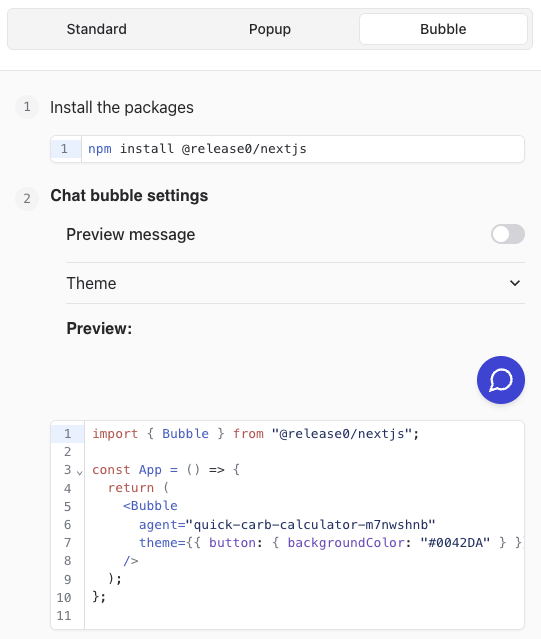 Standard Popup Bubble
1 Install the packages
1 npm install @release0/nextjs
2 Chat bubble settings
Preview message
Theme
Preview:
1 import { Bubble } from "@release0/nextjs";
2
3 const App = () => {
4 return (
5 <Bubble
6 agent="quick-carb-calculator-m7nwshnb"
7 theme={{ button: { backgroundColor: "#0042DA" } }
8 />
9 );
10 };
11